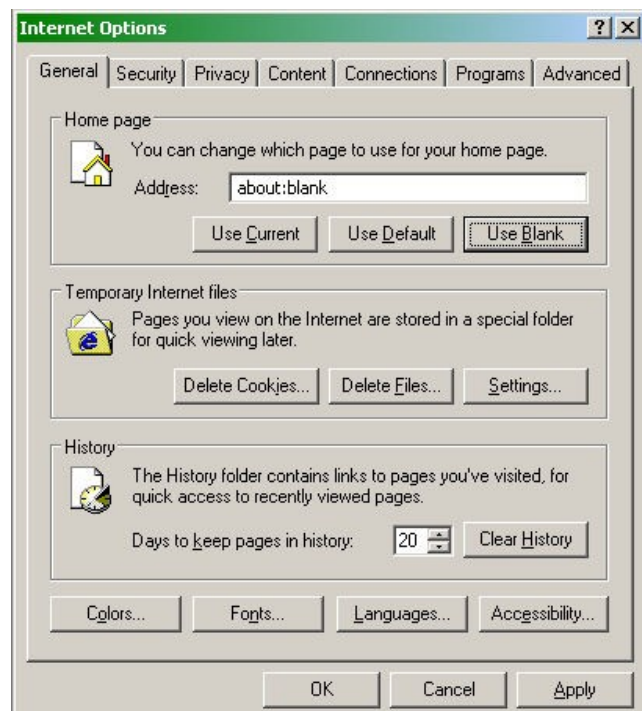 Internet Options
General Security Privacy Content Connections Programs Advanced
Home page
You can change which page to use for your home page.
Address: about:blank
Use Current Use Default Use Blank
Temporary Internet files
Pages you view on the Internet are stored in a special folder
for quick viewing later.
Delete Cookies... Delete Files... Settings...
History
The History folder contains links to pages you've visited, for
quick access to recently viewed pages.
Days to keep pages in history: 20 Clear History
Colors... Fonts... Languages... Accessibility...
OK Cancel Apply